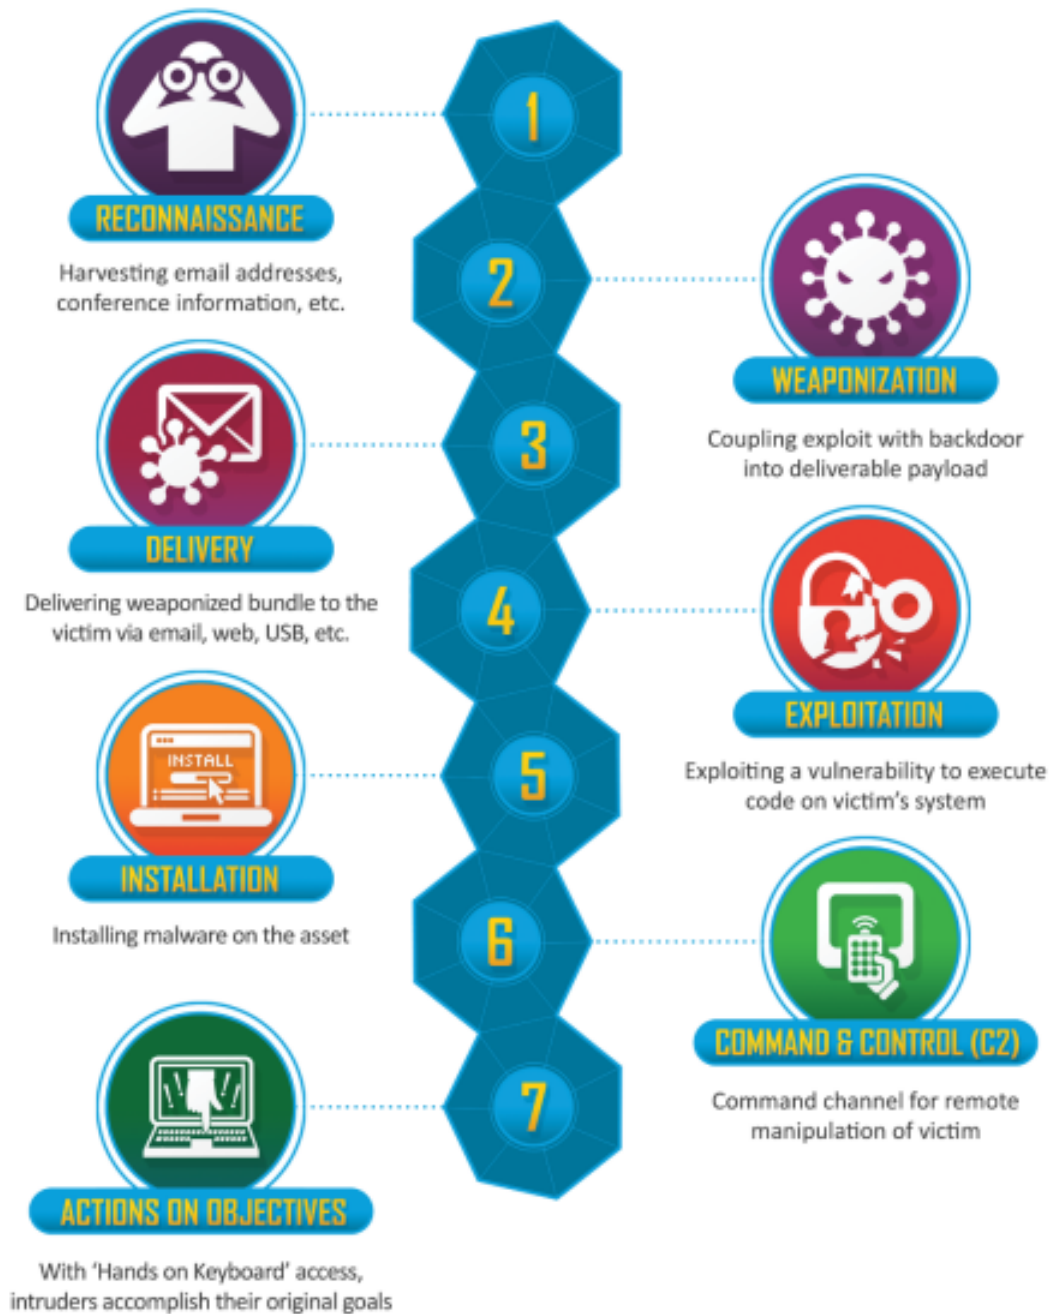 1
RECONNAISSANCE
Harvesting email addresses,
conference information, etc.
2
WEAPONIZATION
Coupling exploit with backdoor
into deliverable payload
3
DELIVERY
Delivering weaponized bundle to the
victim via email, web, USB, etc.
4
EXPLOITATION
Exploiting a vulnerability to execute
code on victim's system
5
INSTALL
INSTALLATION
Installing malware on the asset
6
COMMAND & CONTROL (C2)
Command channel for remote
manipulation of victim
7
ACTIONS ON OBJECTIVES
With ‘Hands on Keyboard’ access,
intruders accomplish their original goals